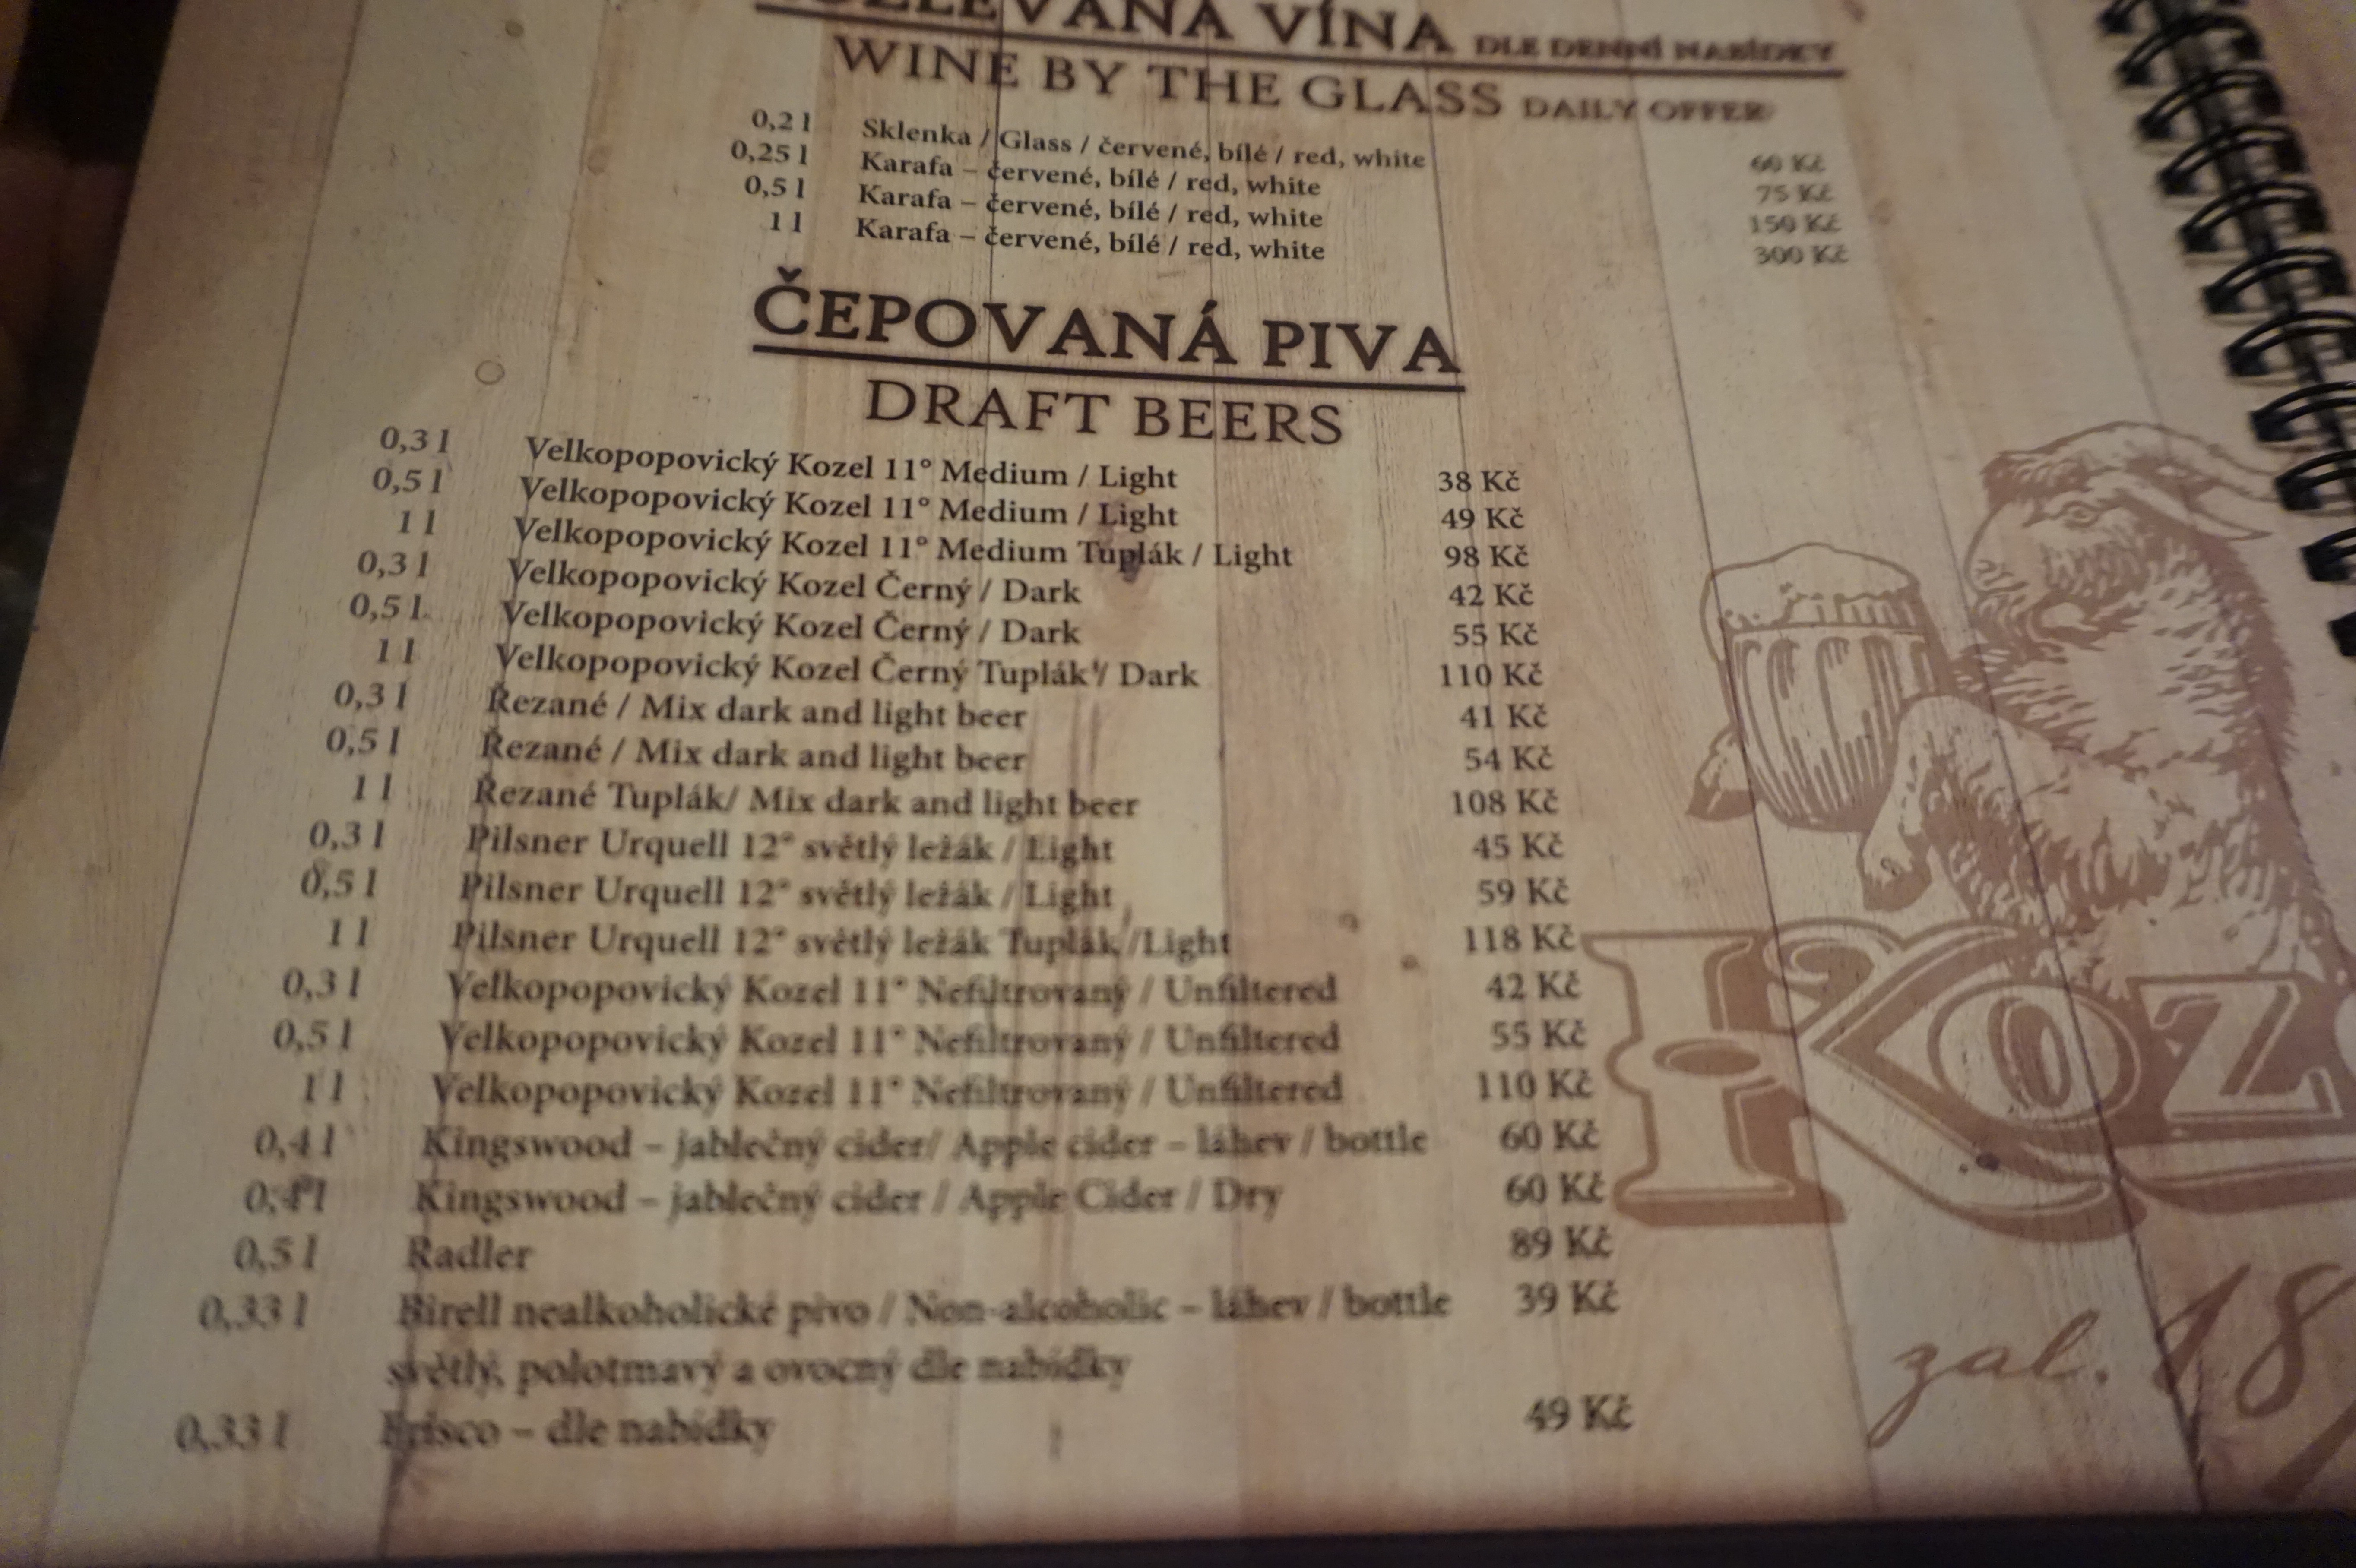 VANÁ VÍNA DLE DENNÍ NABÍDKY
WINE BY THE GLASS DAILY OFFER
0,2 l Sklenka / Glass / červené, bílé / red, white 60 Kč
0,25 l Karafa – červené, bílé / red, white 75 Kč
0,5 l Karafa – červené, bílé / red, white 150 Kč
1 l Karafa – červené, bílé / red, white 300 Kč
ČEPOVANÁ PIVA
DRAFT BEERS
0,3 l Velkopopovický Kozel 11° Medium / Light 38 Kč
0,5 l Velkopopovický Kozel 11° Medium / Light 49 Kč
1 l Velkopopovický Kozel 11° Medium Tuplák / Light 98 Kč
0,3 l Velkopopovický Kozel Černý / Dark 42 Kč
0,5 l Velkopopovický Kozel Černý / Dark 55 Kč
1 l Velkopopovický Kozel Černý Tuplák / Dark 110 Kč
0,3 l Řezané / Mix dark and light beer 41 Kč
0,5 l Řezané / Mix dark and light beer 54 Kč
1 l Řezané Tuplák/ Mix dark and light beer 108 Kč
0,3 l Pilsner Urquell 12° světlý ležák / Light 45 Kč
0,5 l Pilsner Urquell 12° světlý ležák / Light 59 Kč
1 l Pilsner Urquell 12° světlý ležák Tuplák /Light 118 Kč
0,3 l Velkopopovický Kozel 11° Nefiltrovaný / Unfiltered 42 Kč
0,5 l Velkopopovický Kozel 11° Nefiltrovaný / Unfiltered 55 Kč
1 l Velkopopovický Kozel 11° Nefiltrovaný / Unfiltered 110 Kč
0,4 l Kingswood – jablečný cider/ Apple cider – láhev / bottle 60 Kč
0,4 l Kingswood – jablečný cider / Apple Cider / Dry 60 Kč
0,5 l Radler 89 Kč
0,33 l Birell nealkoholické pivo / Non-alcoholic – láhev / bottle 39 Kč
světlý, polotmavý a ovocný dle nabídky
0,33 l Frisco – dle nabídky 49 Kč
Koz
zal. 18